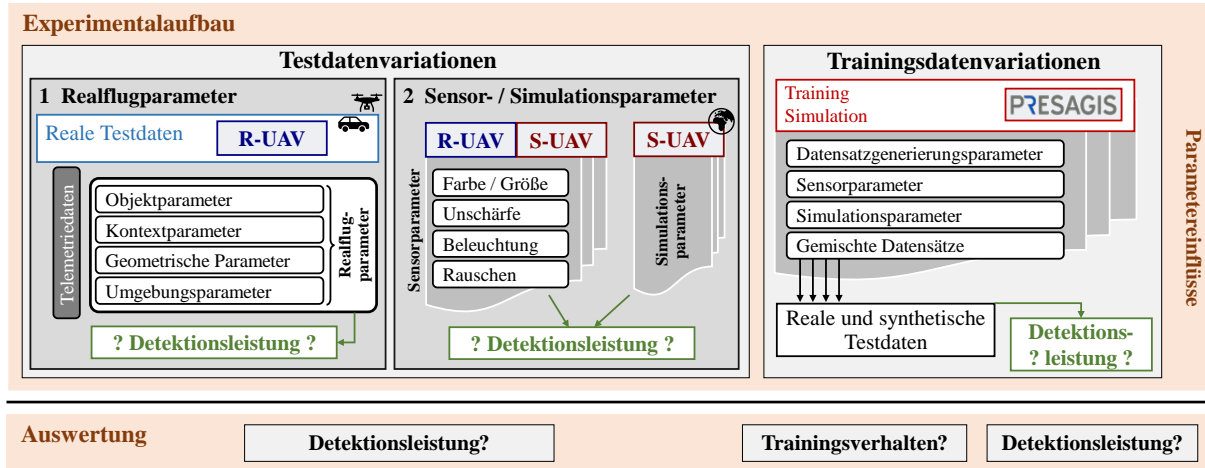 Experimentalaufbau
Testdatenvariationen
1 Realflugparameter
Reale Testdaten
R-UAV
Telemetriedaten
Objektparameter
Kontextparameter
Geometrische Parameter
Umgebungsparameter
Realflug-
parameter
? Detektionsleistung ?
2 Sensor- / Simulationsparameter
R-UAV
S-UAV
S-UAV
Sensorparameter
Farbe / Größe
Unschärfe
Beleuchtung
Rauschen
Simulations-
parameter
? Detektionsleistung ?
Trainingsdatenvariationen
Training
Simulation
PRESAGIS
Datensatzgenerierungsparameter
Sensorparameter
Simulationsparameter
Gemischte Datensätze
Reale und synthetische
Testdaten
Detektions-
? leistung ?
Parametereinflüsse
Auswertung
Detektionsleistung?
Trainingsverhalten?
Detektionsleistung?